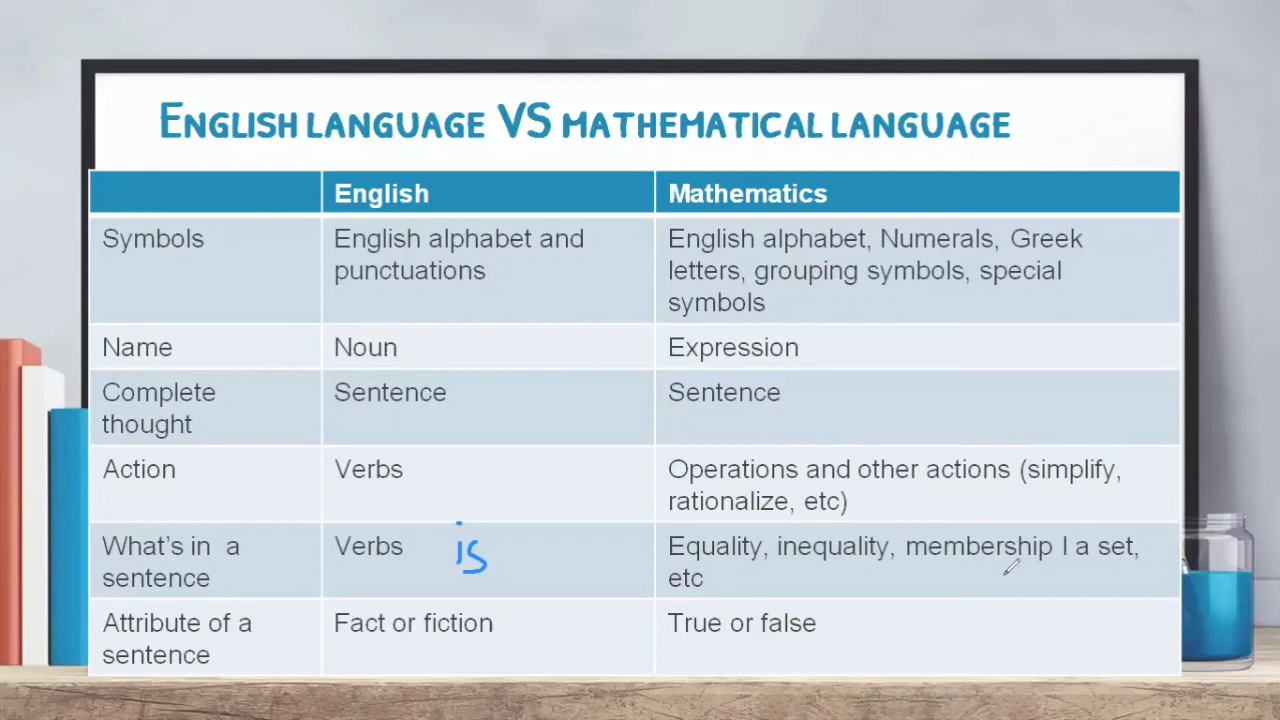 English language VS mathematical language
English Mathematics
Symbols English alphabet and English alphabet, Numerals, Greek
punctuations letters, grouping symbols, special
symbols
Name Noun Expression
Complete Sentence Sentence
thought
Action Verbs Operations and other actions (simplify,
rationalize, etc)
What's in a Verbs is Equality, inequality, membership I a set,
sentence etc
Attribute of a Fact or fiction True or false
sentence